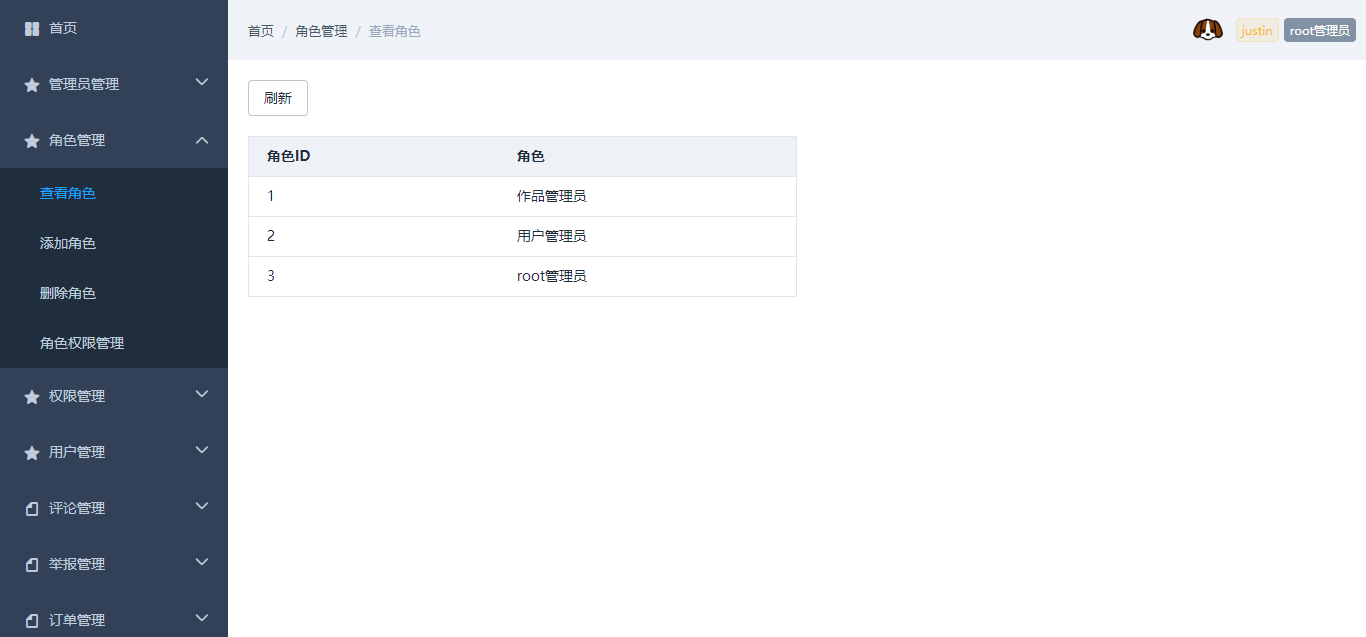 首页
管理员管理
角色管理
查看角色
添加角色
删除角色
角色权限管理
权限管理
用户管理
评论管理
举报管理
订单管理
首页 / 角色管理 / 查看角色
justin root管理员
刷新
角色ID 角色
1 作品管理员
2 用户管理员
3 root管理员